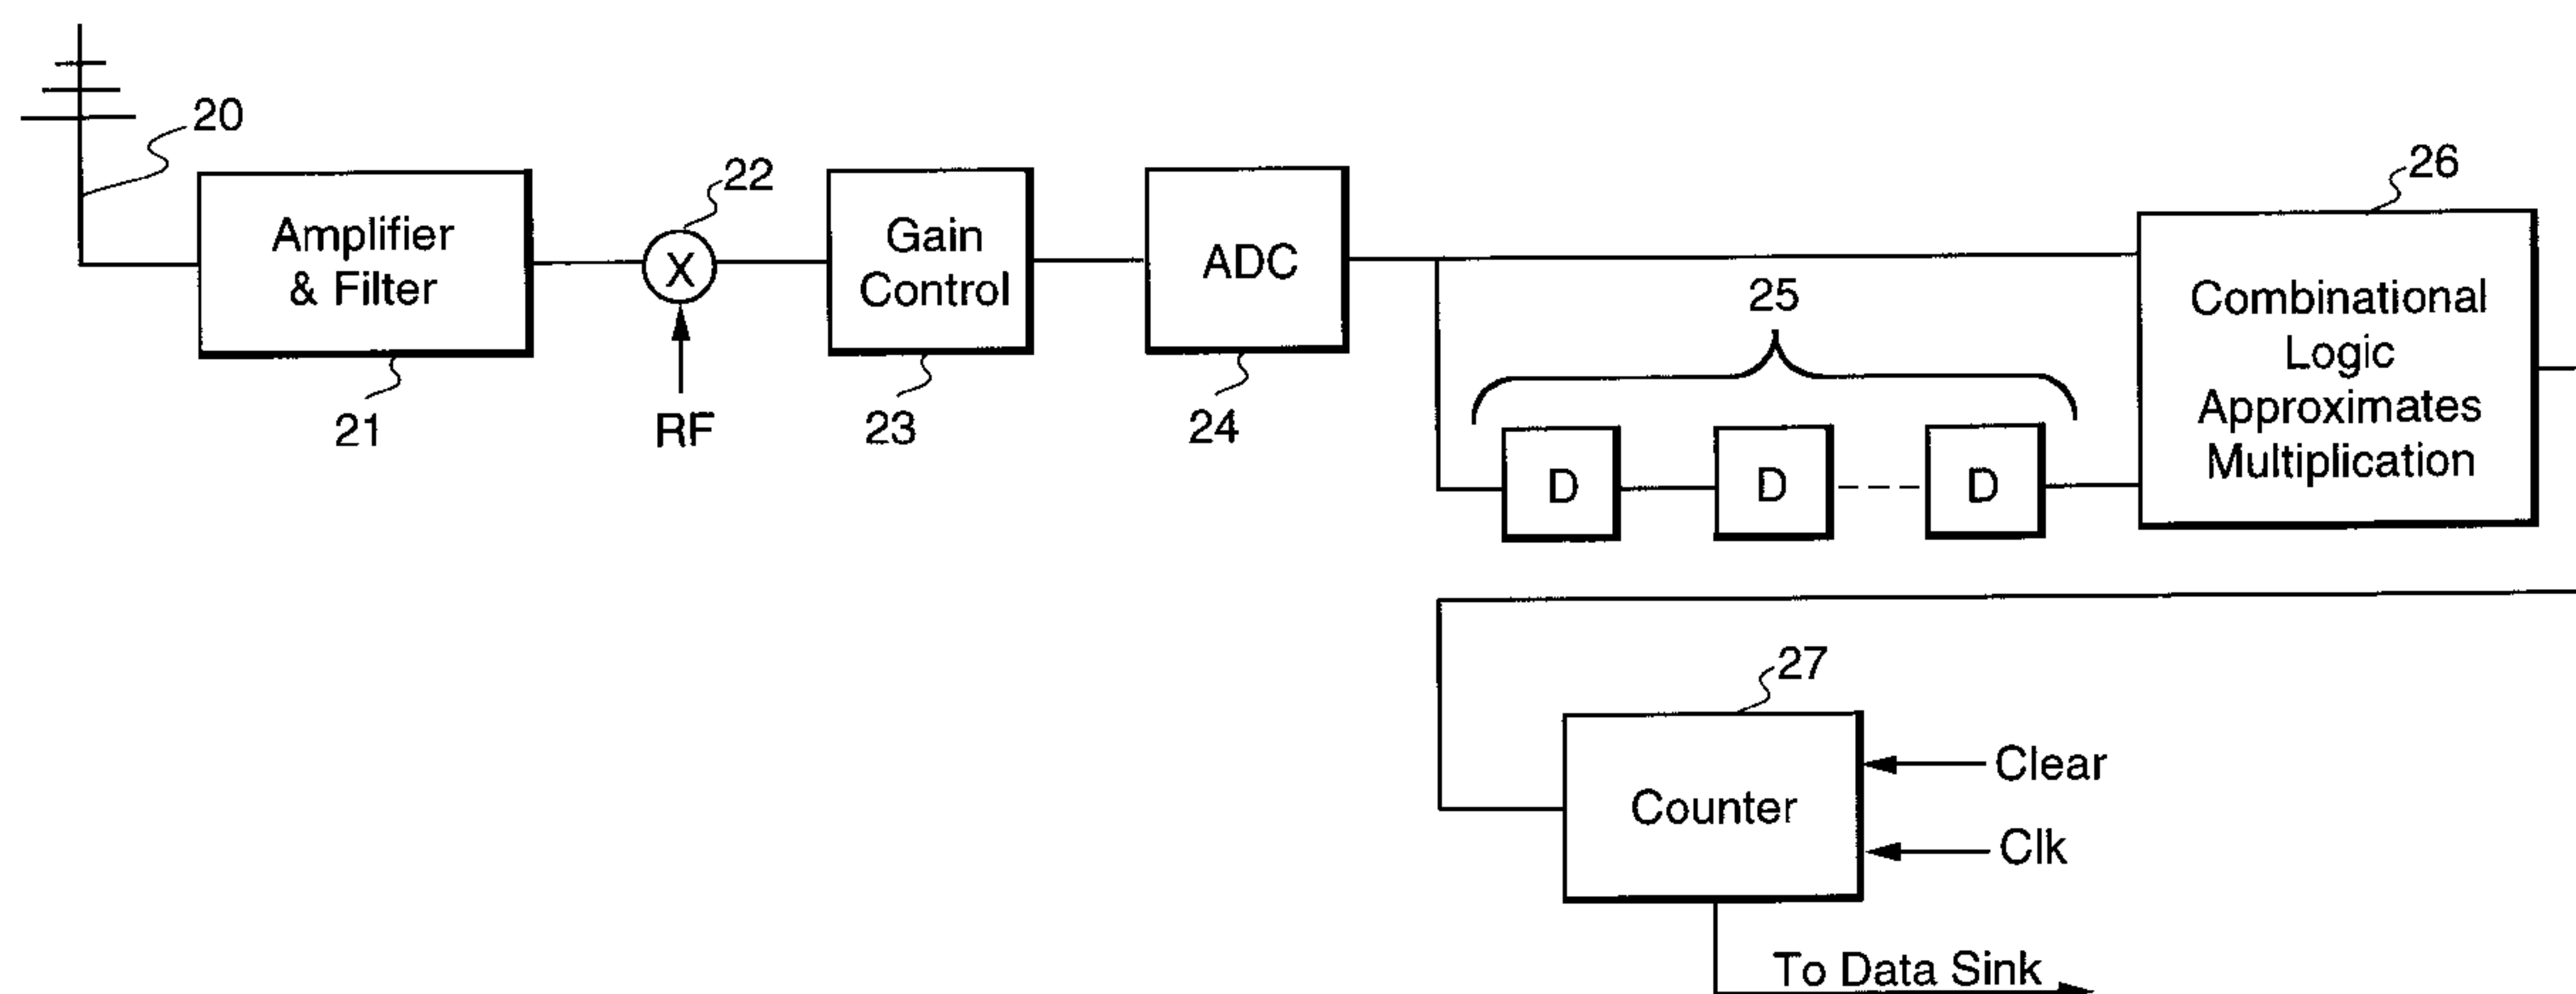 20
Amplifier
& Filter
21
22
X
RF
Gain
Control
23
ADC
24
25
D
D
D
26
Combinational
Logic
Approximates
Multiplication
27
Counter
Clear
Clk
To Data Sink